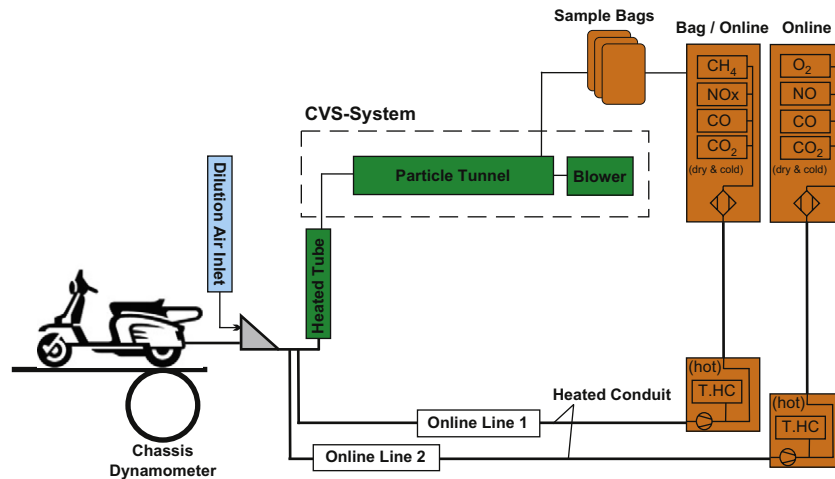 Sample Bags
Bag / Online
Online
CH4
NOx
CO
CO2
(dry & cold)
O2
NO
CO
CO2
(dry & cold)
CVS-System
Particle Tunnel
Blower
Dilution Air Inlet
Heated Tube
(hot)
T.HC
(hot)
T.HC
Heated Conduit
Online Line 1
Online Line 2
Chassis
Dynamometer